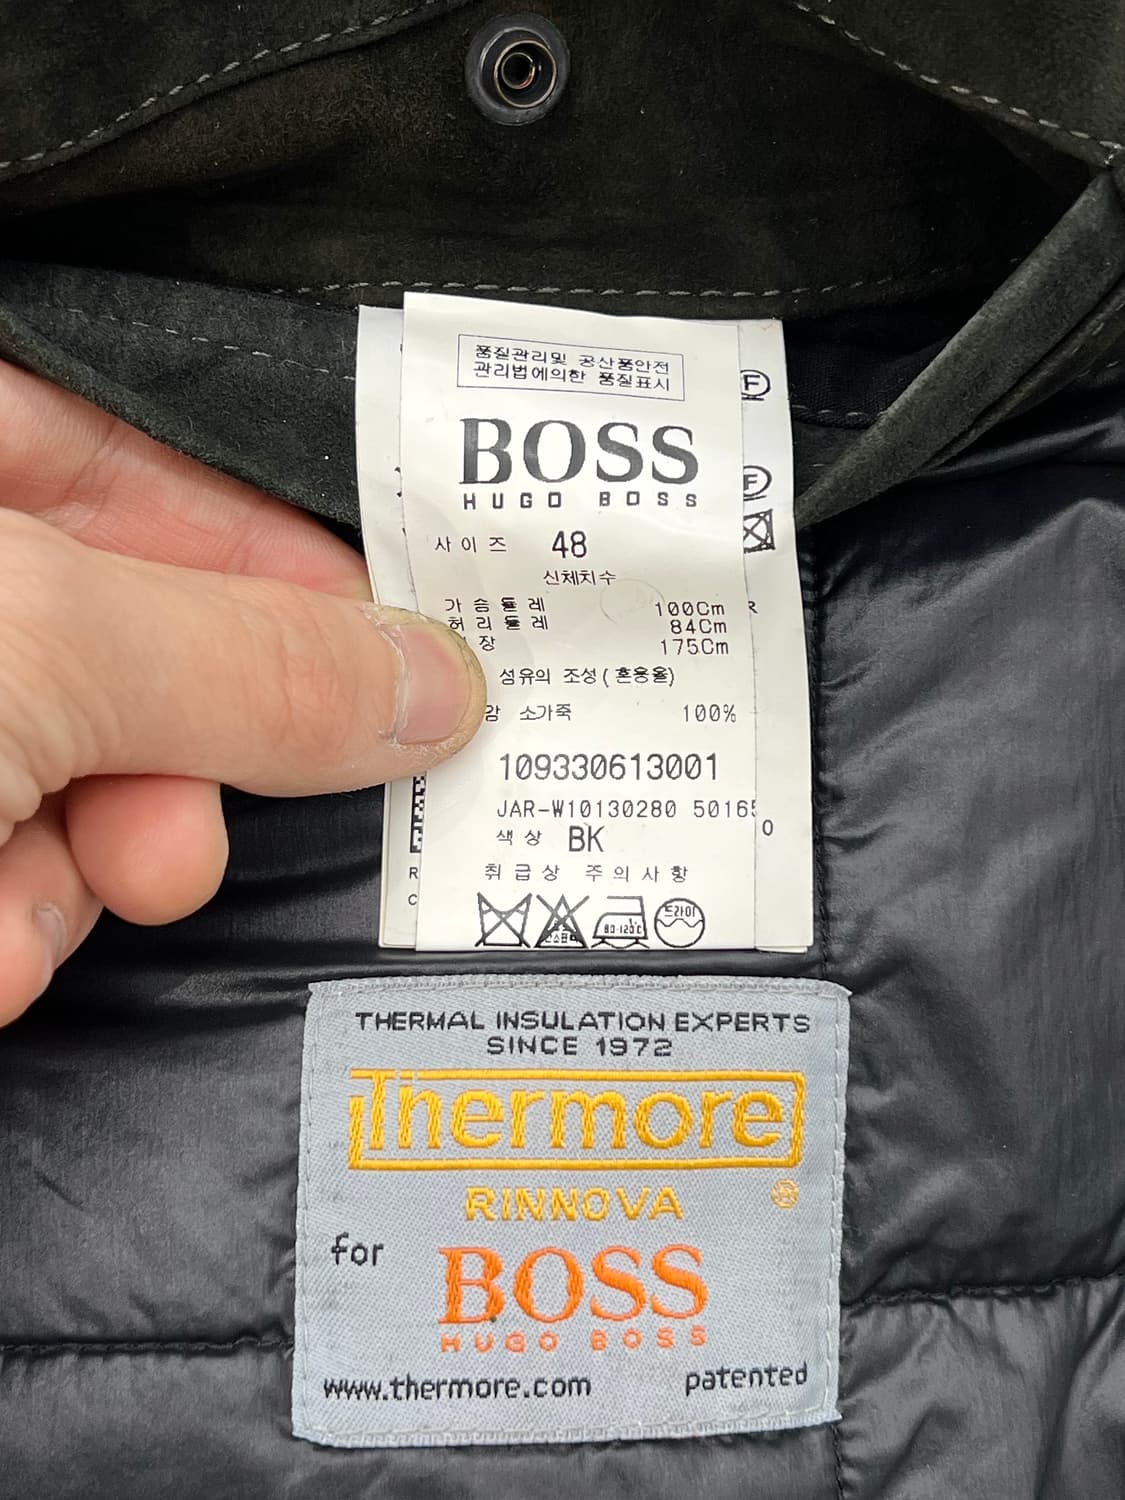 품질관리및 공산품안전
관리법에의한 품질표시
BOSS
HUGO BOSS
사이즈 48
신체치수
가슴둘레 100Cm
허리둘레 84Cm
장 175Cm
섬유의 조성(혼용율)
감 소가죽 100%
109330613001
JAR-W10130280 50165
색상 BK
취급상 주의사항
80-120℃ 드라이
F
F
R
O
R
C
THERMAL INSULATION EXPERTS
SINCE 1972
Thermore
RINNOVA ®
for BOSS
HUGO BOSS
www.thermore.com patented